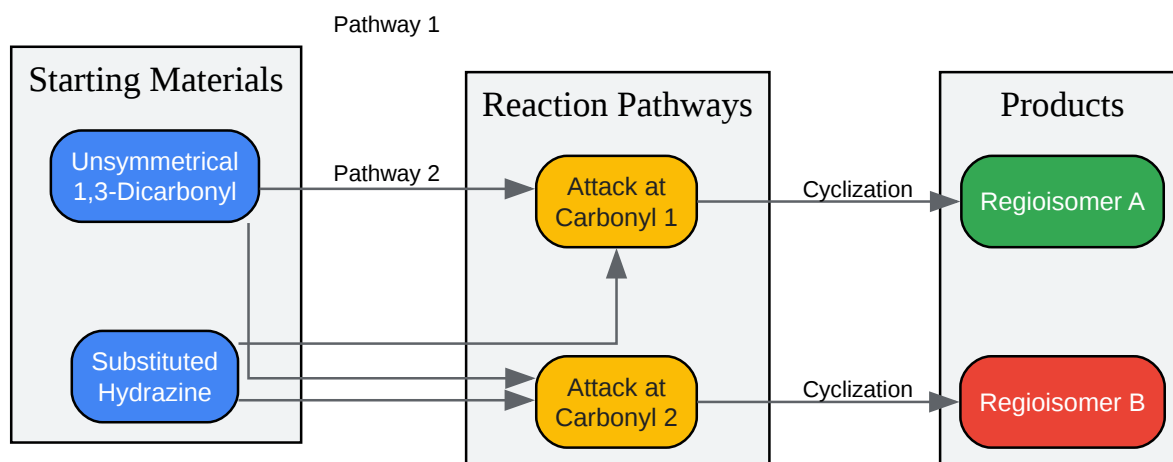 Pathway 1
Starting Materials
Unsymmetrical
1,3-Dicarbonyl
Substituted
Hydrazine
Pathway 2
Reaction Pathways
Attack at
Carbonyl 1
Attack at
Carbonyl 2
Cyclization
Cyclization
Products
Regioisomer A
Regioisomer B